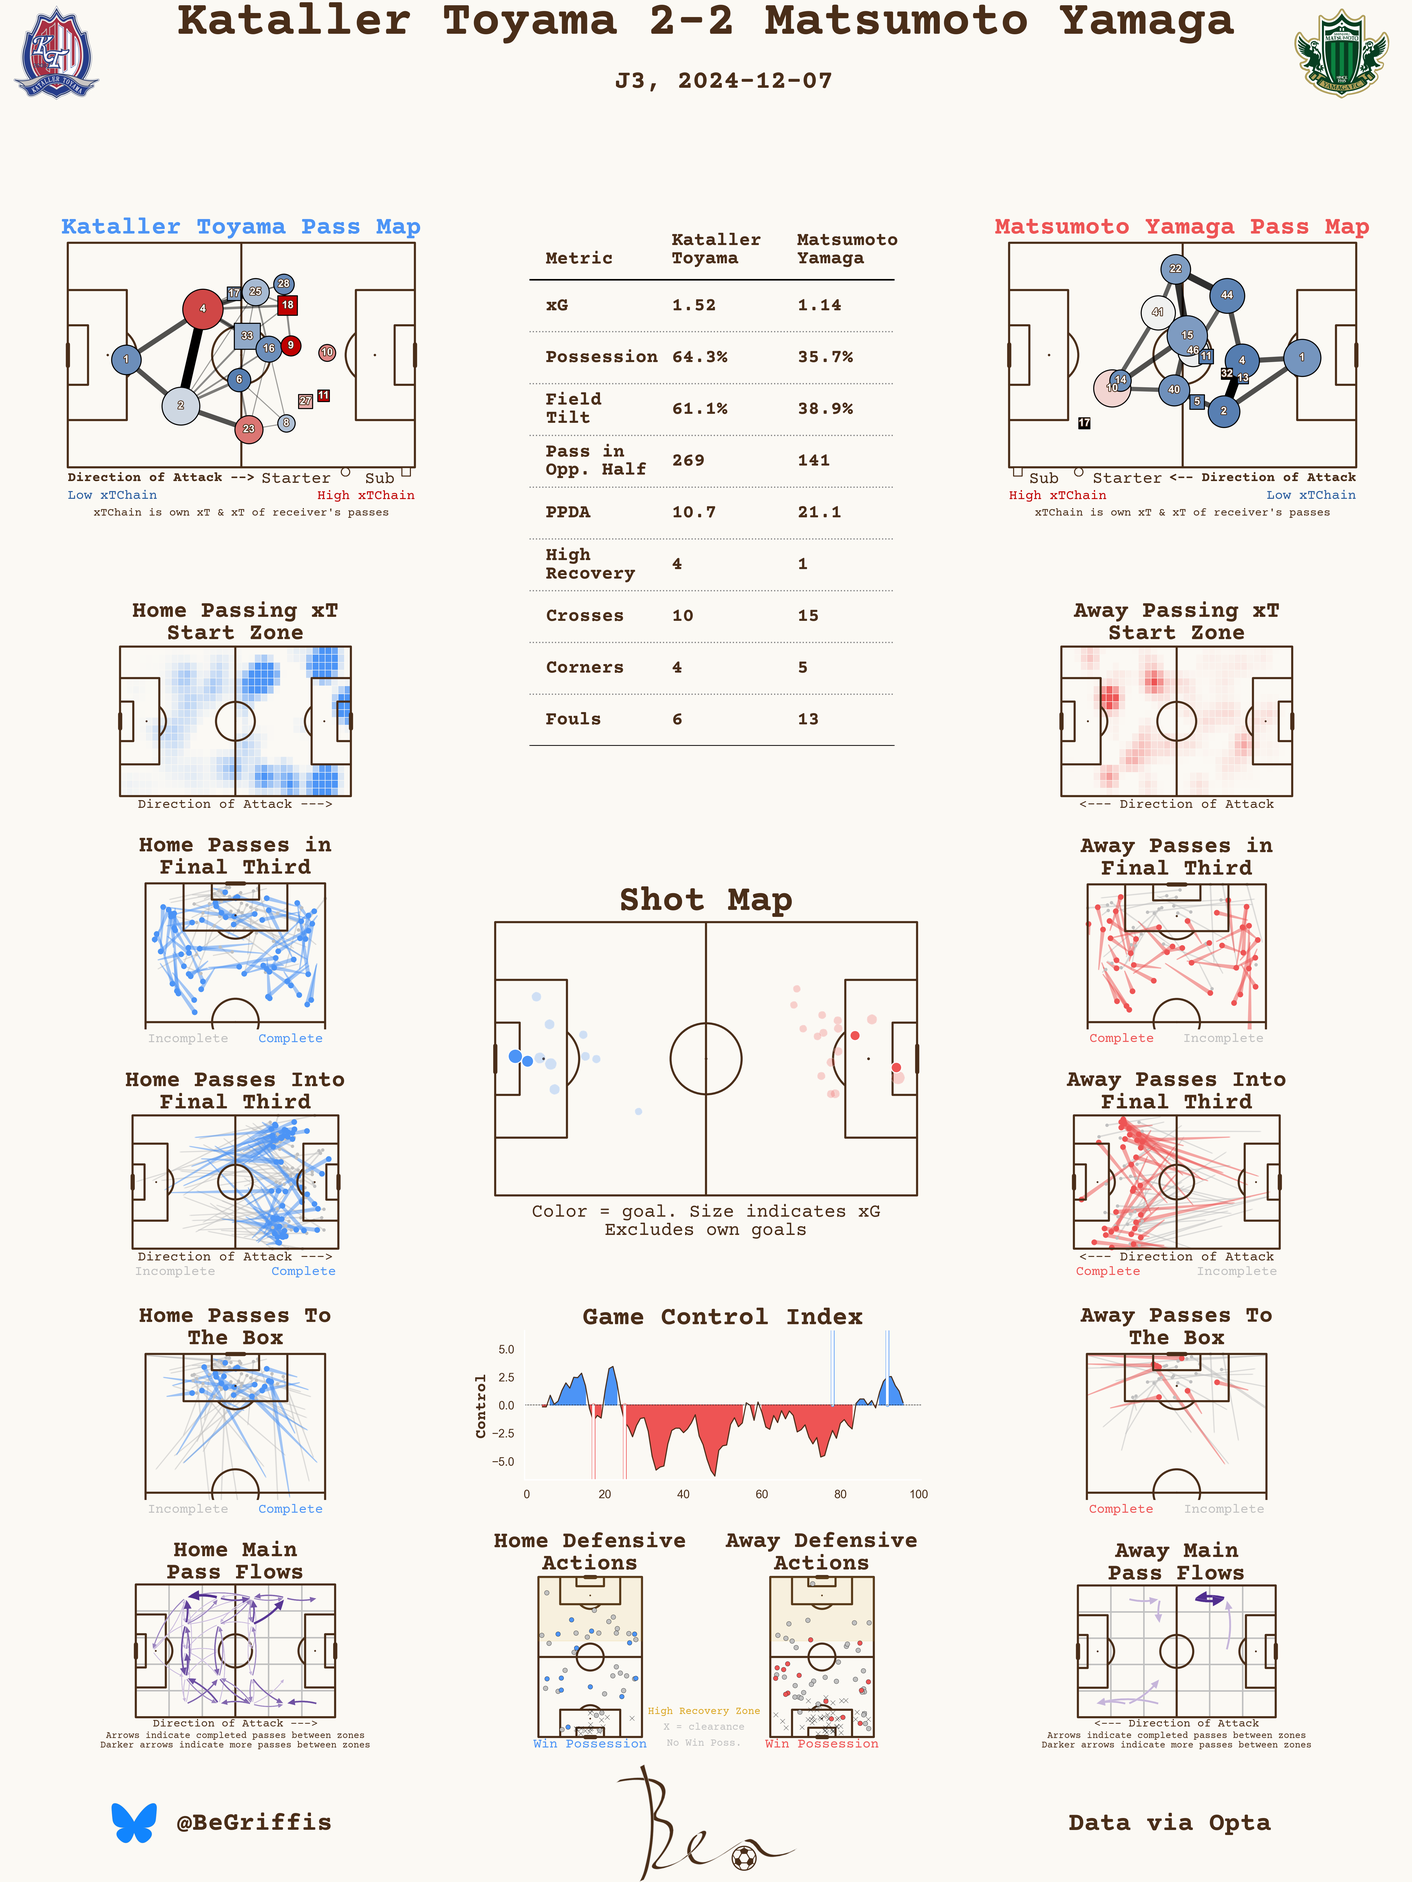 Kataller Toyama 2-2 Matsumoto Yamaga
J3, 2024-12-07
KT
KATALLER TOYAMA
MATSUMOTO
YAMAGA F.C.
Kataller Toyama Pass Map
17
25
28
4
18
33
16
9
10
1
6
2
27
11
8
23
Direction of Attack --> Starter Sub
Low xTChain High xTChain
xTChain is own xT & xT of receiver's passes
Metric Kataller Toyama Matsumoto Yamaga
xG 1.52 1.14
Possession 64.3% 35.7%
Field Tilt 61.1% 38.9%
Pass in Opp. Half 269 141
PPDA 10.7 21.1
High Recovery 4 1
Crosses 10 15
Corners 4 5
Fouls 6 13
Matsumoto Yamaga Pass Map
22
44
41
15
46
11
4
1
32
13
14
10
40
5
2
17
Sub Starter <-- Direction of Attack
High xTChain Low xTChain
xTChain is own xT & xT of receiver's passes
Home Passing xT
Start Zone
Direction of Attack --->
Away Passing xT
Start Zone
<--- Direction of Attack
Home Passes in
Final Third
Incomplete Complete
Away Passes in
Final Third
Complete Incomplete
Shot Map
Color = goal. Size indicates xG
Excludes own goals
Home Passes Into
Final Third
Direction of Attack --->
Incomplete Complete
Away Passes Into
Final Third
<--- Direction of Attack
Complete Incomplete
Home Passes To
The Box
Incomplete Complete
Game Control Index
Control
5.0
2.5
0.0
−2.5
−5.0
0 20 40 60 80 100
Away Passes To
The Box
Complete Incomplete
Home Main
Pass Flows
Direction of Attack --->
Arrows indicate completed passes between zones
Darker arrows indicate more passes between zones
Home Defensive
Actions
Win Possession
High Recovery Zone
X = clearance
No Win Poss.
Away Defensive
Actions
Win Possession
Away Main
Pass Flows
<--- Direction of Attack
Arrows indicate completed passes between zones
Darker arrows indicate more passes between zones
@BeGriffis
Ben
Data via Opta